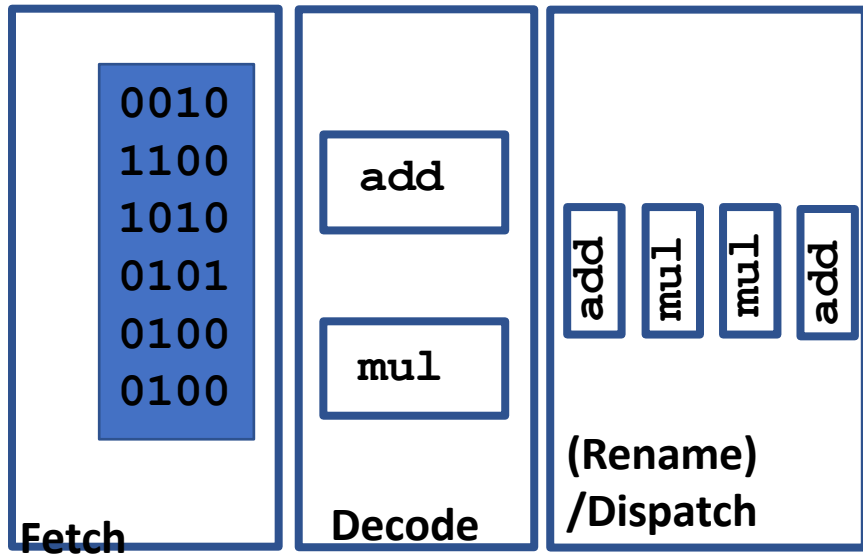 0010
1100
1010
0101
0100
0100
Fetch
add
mul
Decode
add
mul
mul
add
(Rename)
/Dispatch